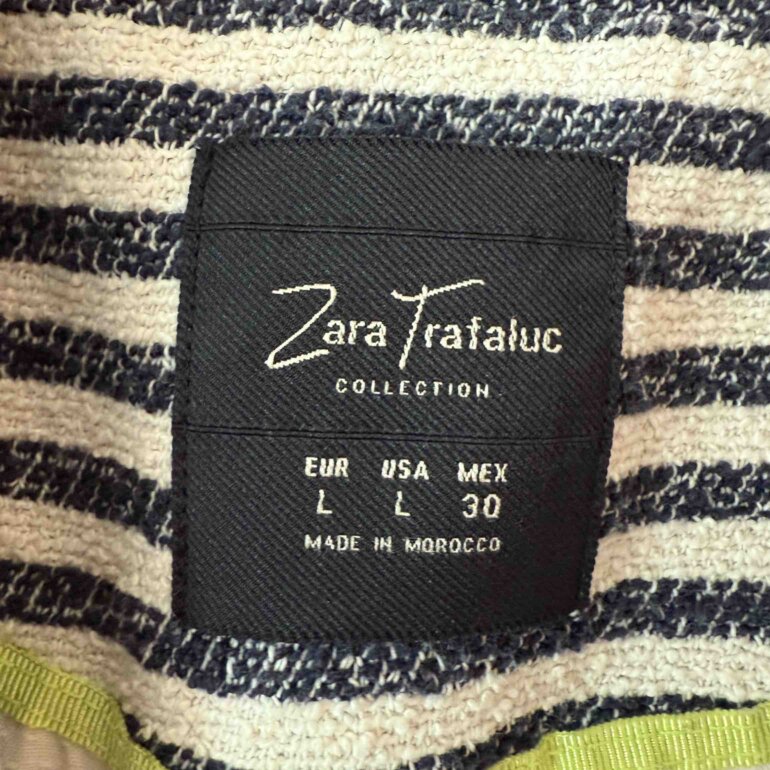 Zara Trafaluc
COLLECTION
EUR USA MEX
L L 30
MADE IN MOROCCO